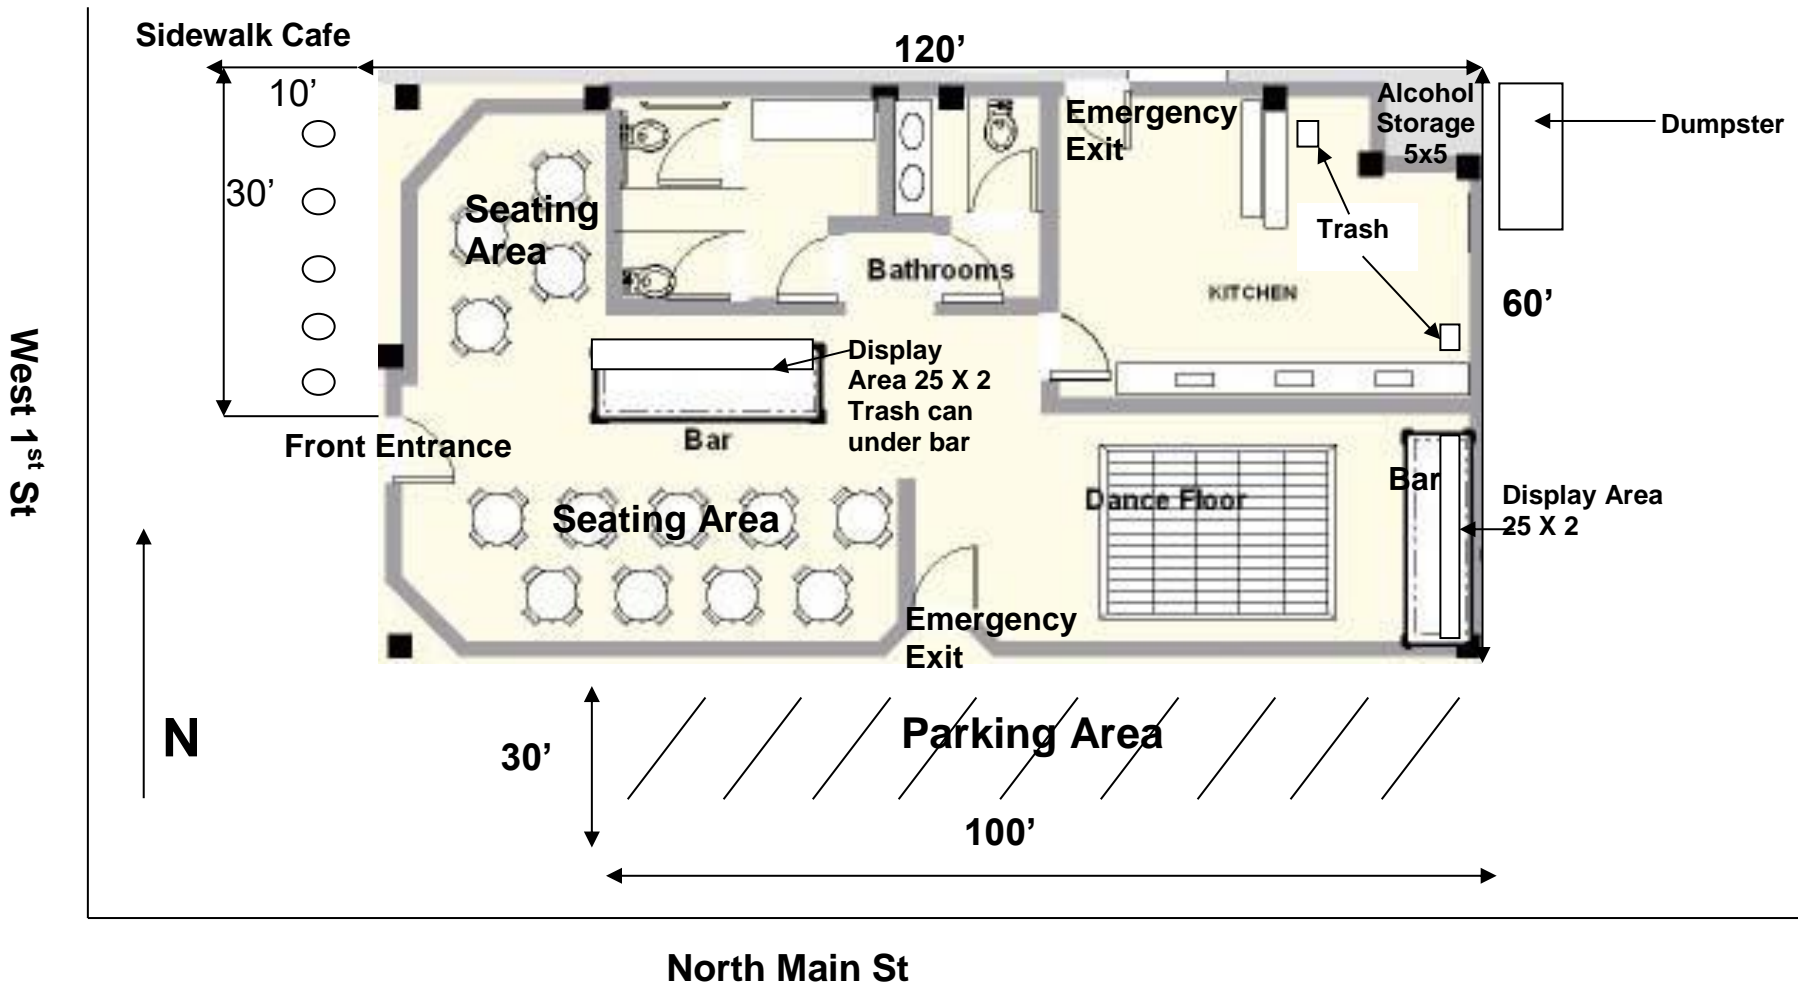 Sidewalk Cafe
120’
10’
30’
Emergency
Exit
Alcohol
Storage
5x5
Dumpster
Seating
Area
Trash
Bathrooms
KITCHEN
60’
West 1st St
Display
Area 25 X 2
Trash can
under bar
Bar
Front Entrance
Bar
Display Area
25 X 2
Dance Floor
Seating Area
Emergency
Exit
N
30’
Parking Area
100’
North Main St